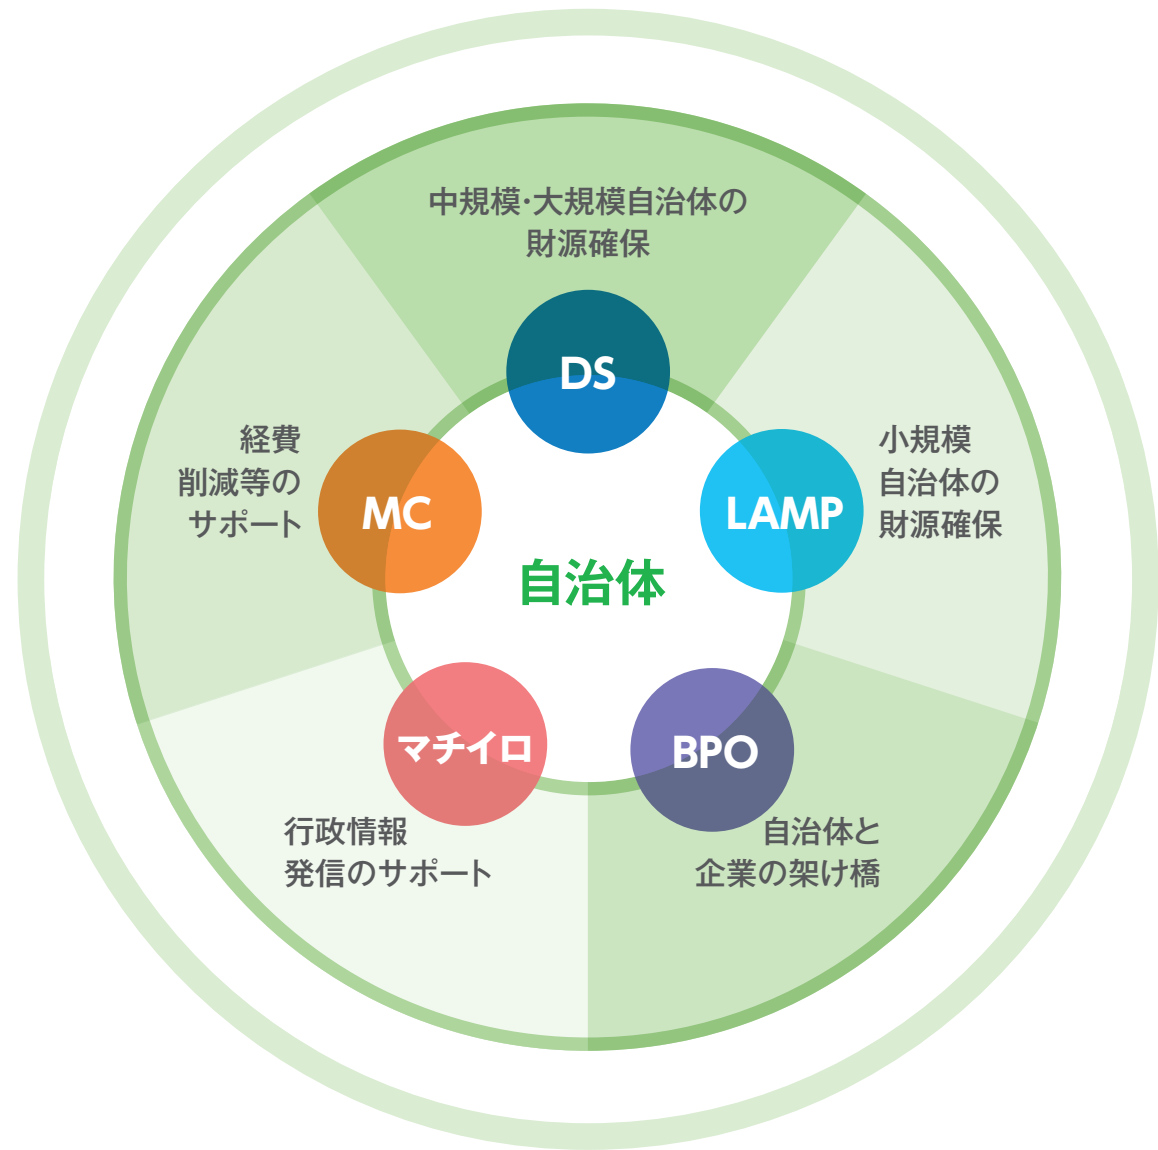 中規模・大規模自治体の
財源確保
DS
経費
削減等の
サポート
MC
LAMP
小規模
自治体の
財源確保
自治体
マチイロ
行政情報
発信のサポート
BPO
自治体と
企業の架け橋